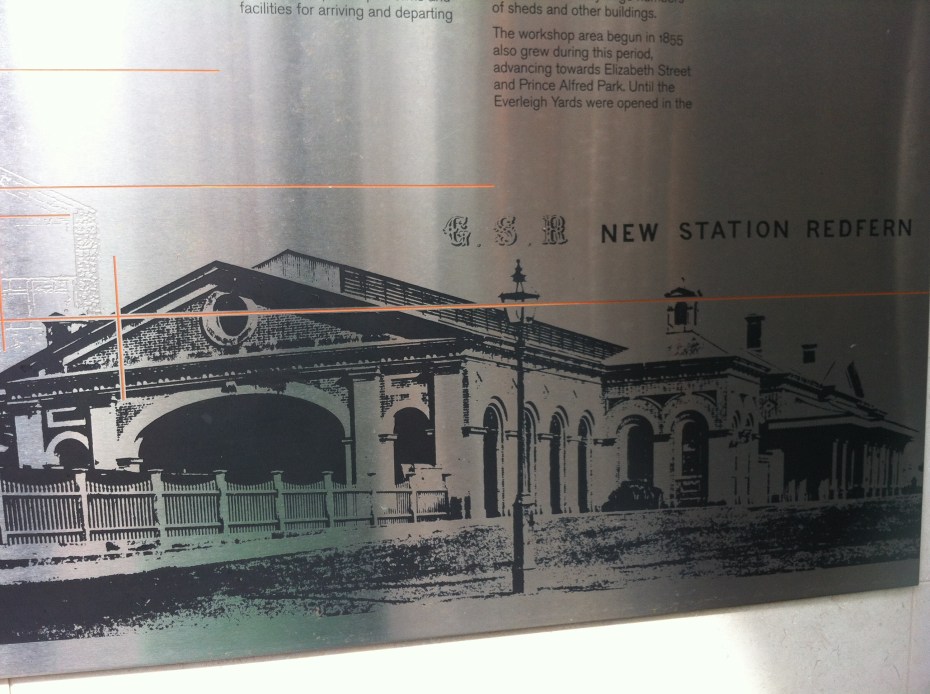 facilities for arriving and departing
of sheds and other buildings.
The workshop area begun in 1855
also grew during this period,
advancing towards Elizabeth Street
and Prince Alfred Park. Until the
Everleigh Yards were opened in the
G.S.R NEW STATION REDFERN